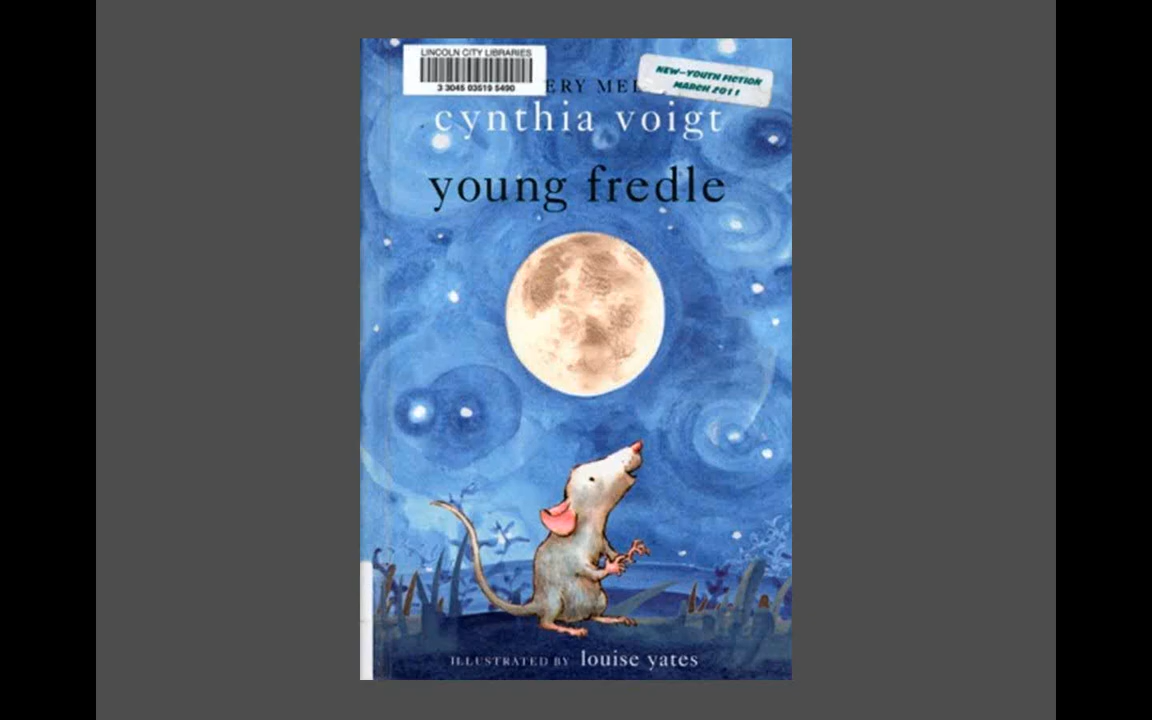 LINCOLN CITY LIBRARIES
3 3045 03519 5490
NEW-YOUTH FICTION
MARCH 2011
cynthia voigt
young fredle
ILLUSTRATED BY louise yates